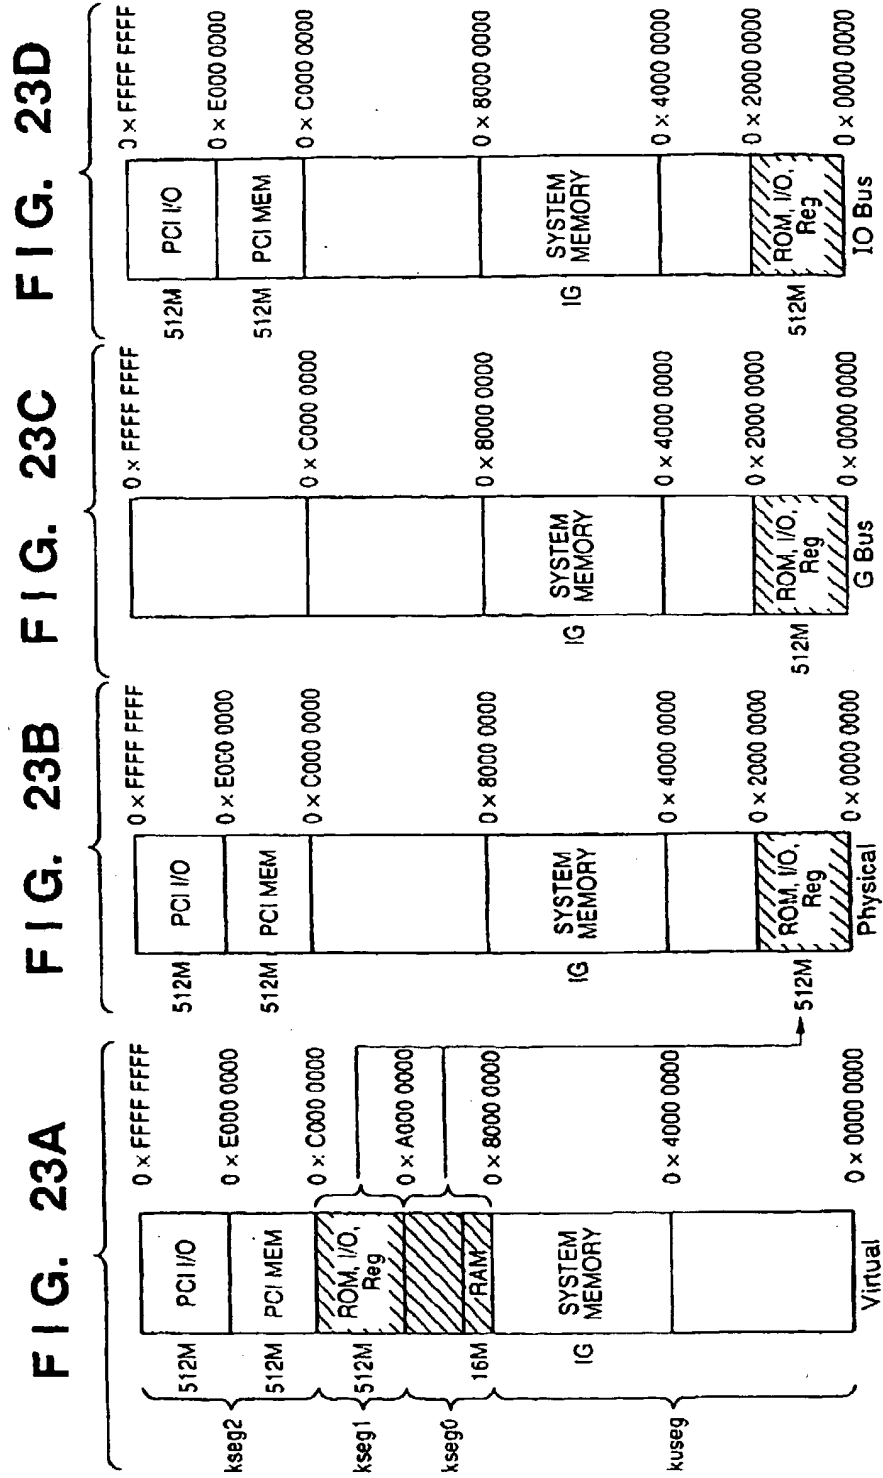 FIG. 23A
kseg2
kseg1
kseg0
kuseg
512M
512M
512M
16M
IG
PCI I/O
PCI MEM
ROM, I/O,
Reg
RAM
SYSTEM
MEMORY
Virtual
0 × FFFF FFFF
0 × E000 0000
0 × C000 0000
0 × A000 0000
0 × 8000 0000
0 × 4000 0000
0 × 0000 0000
FIG. 23B
512M
512M
IG
512M
PCI I/O
PCI MEM
SYSTEM
MEMORY
ROM, I/O,
Reg
Physical
0 × FFFF FFFF
0 × E000 0000
0 × C000 0000
0 × 8000 0000
0 × 4000 0000
0 × 2000 0000
0 × 0000 0000
FIG. 23C
IG
512M
SYSTEM
MEMORY
ROM, I/O,
Reg
G Bus
0 × FFFF FFFF
0 × C000 0000
0 × 8000 0000
0 × 4000 0000
0 × 2000 0000
0 × 0000 0000
FIG. 23D
512M
512M
IG
512M
PCI I/O
PCI MEM
SYSTEM
MEMORY
ROM, I/O,
Reg
IO Bus
0 × FFFF FFFF
0 × E000 0000
0 × C000 0000
0 × 8000 0000
0 × 4000 0000
0 × 2000 0000
0 × 0000 0000